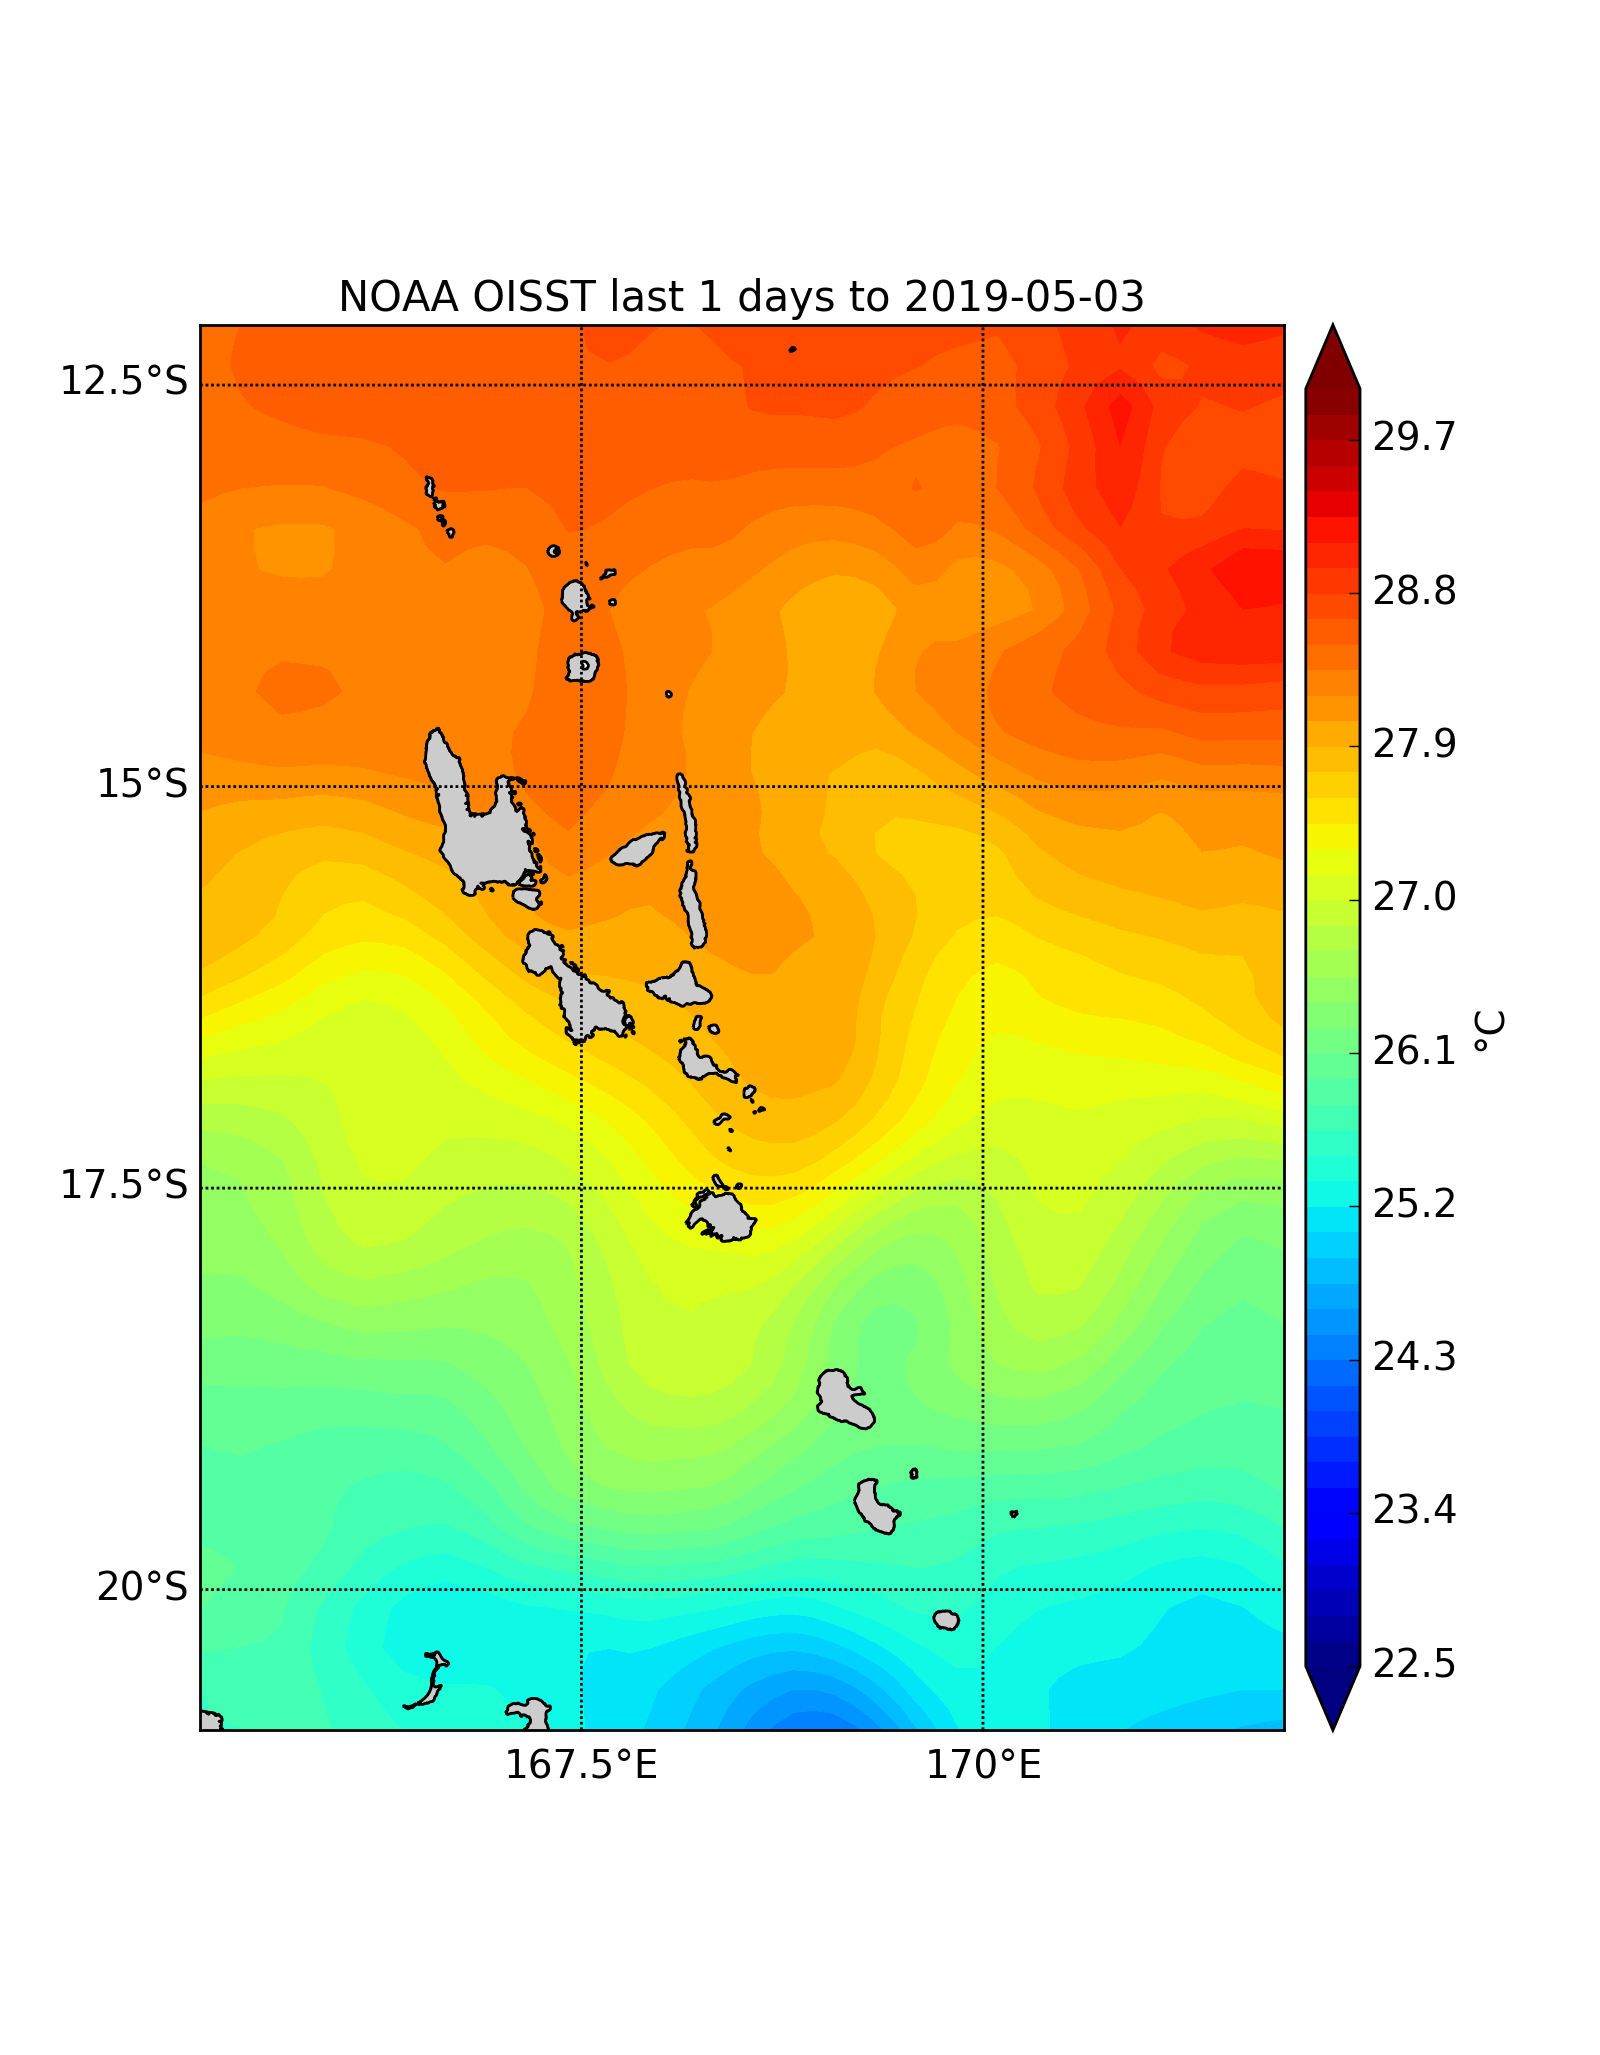 NOAA OISST last 1 days to 2019-05-03
12.5°S
15°S
17.5°S
20°S
167.5°E
170°E
29.7
28.8
27.9
27.0
26.1
25.2
24.3
23.4
22.5
°C